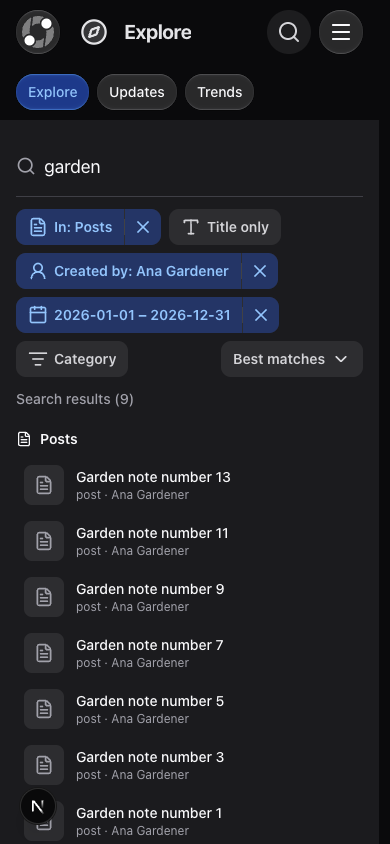 Explore
Explore
Updates
Trends
garden
In: Posts
Title only
Created by: Ana Gardener
2026-01-01 – 2026-12-31
Category
Best matches
Search results (9)
Posts
Garden note number 13
post · Ana Gardener
Garden note number 11
post · Ana Gardener
Garden note number 9
post · Ana Gardener
Garden note number 7
post · Ana Gardener
Garden note number 5
post · Ana Gardener
Garden note number 3
post · Ana Gardener
N
Garden note number 1
post · Ana Gardener